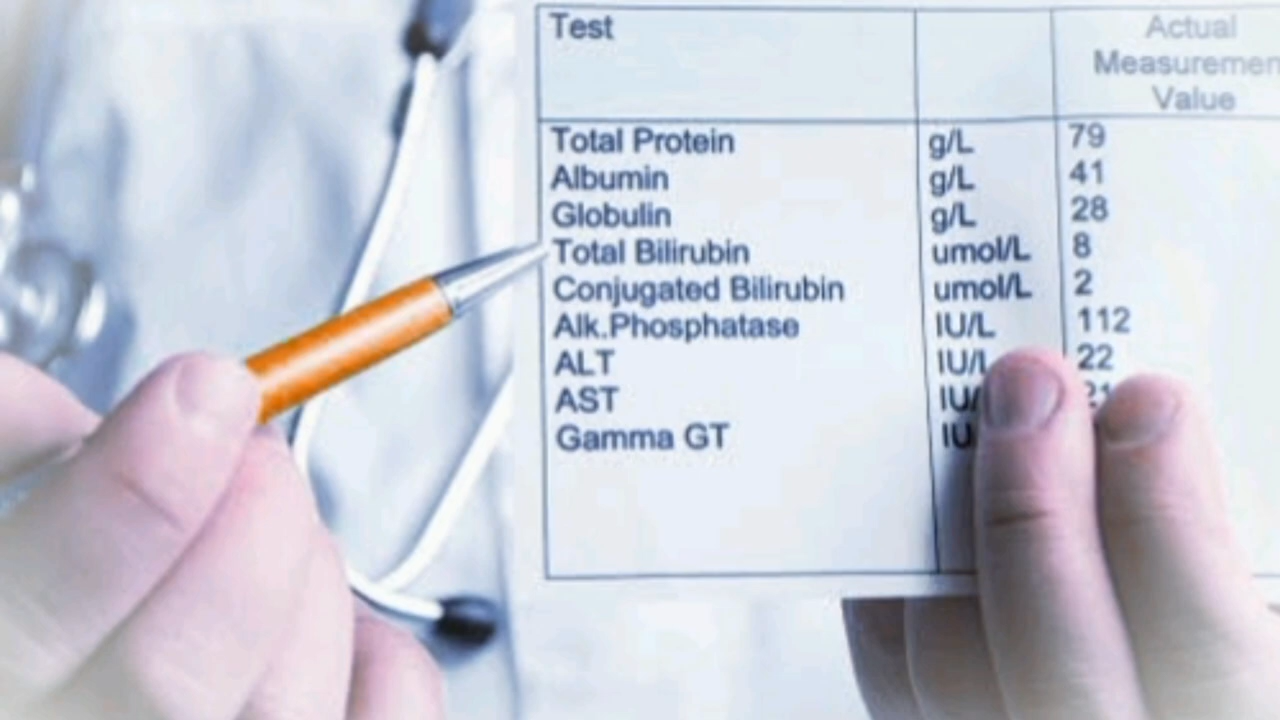 Test
Actual
Value
Total Protein g/L 79
Albumin g/L 41
Globulin g/L 28
Total Bilirubin umol/L 8
Conjugated Bilirubin umol/L 2
Alk.Phosphatase IU/L 112
ALT IU/L 22
AST
Gamma GT